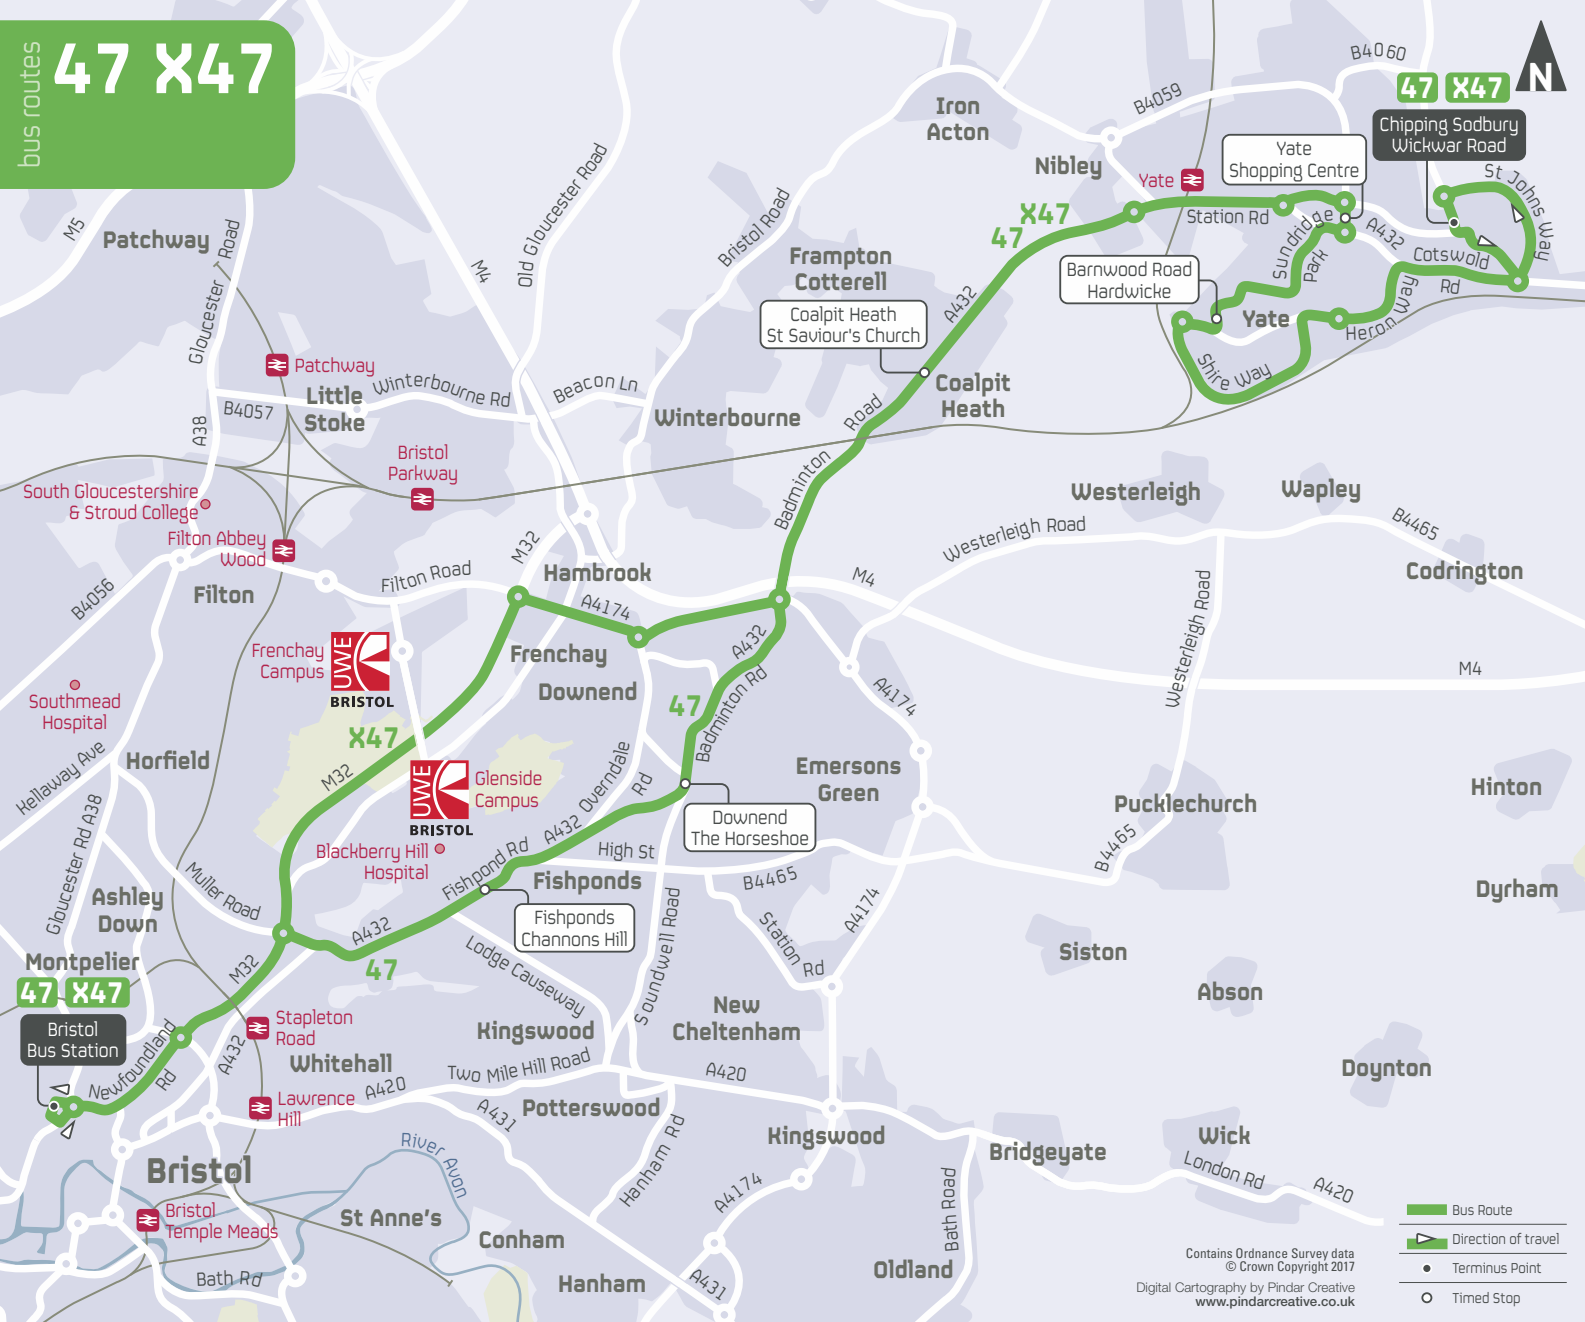 bus routes
47 X47
B4060
47 X47
N
Chipping Sodbury
Wickwar Road
B4059
Iron
Acton
Nibley
Yate
Yate
Shopping Centre
St Johns Way
Station Rd
X47
47
Sundridge
Park
A432
Cotswold
Rd
Heron Way
Barnwood Road
Hardwicke
Yate
Shire Way
M5
Patchway
Gloucester Road
M4
Old Gloucester Road
Bristol Road
Frampton
Cotterell
Coalpit Heath
St Saviour's Church
A432
Coalpit
Heath
Patchway
Little
Stoke
Winterbourne Rd
Beacon Ln
B4057
A38
Winterbourne
Badminton Road
Bristol
Parkway
South Gloucestershire
& Stroud College
Filton Abbey
Wood
M32
Westerleigh
Wapley
Westerleigh Road
B4465
Codrington
B4056
Filton
Filton Road
Hambrook
A4174
M4
Westerleigh Road
Frenchay
Campus
UWE
BRISTOL
Frenchay
Downend
A432
Badminton Rd
47
A4174
M4
Southmead
Hospital
X47
M32
Horfield
Kellaway Ave
UWE
BRISTOL
Glenside
Campus
Overndale
Rd
Emersons
Green
Hinton
Pucklechurch
Downend
The Horseshoe
Gloucester Rd A38
Blackberry Hill
Hospital
Fishpond Rd
A432
High St
B4465
B4465
Muller Road
Ashley
Down
Fishponds
Dyrham
Fishponds
Channons Hill
A432
47
Soundwell Road
Station Rd
A4174
Siston
Abson
Montpelier
47 X47
Bristol
Bus Station
M32
Lodge Causeway
Stapleton
Road
Kingswood
New
Cheltenham
Newfoundland
Rd
A432
Whitehall
Two Mile Hill Road
A420
A420
Doynton
Lawrence
Hill
A431
Potterswood
Hanham Rd
Kingswood
Bridgeyate
Wick
London Rd
A420
Bristol
River Avon
A4174
Bath Road
Bristol
Temple Meads
St Anne's
Conham
Hanham
A431
Oldland
Bath Rd
Contains Ordnance Survey data
© Crown Copyright 2017
Digital Cartography by Pindar Creative
www.pindarcreative.co.uk
Bus Route
Direction of travel
Terminus Point
Timed Stop